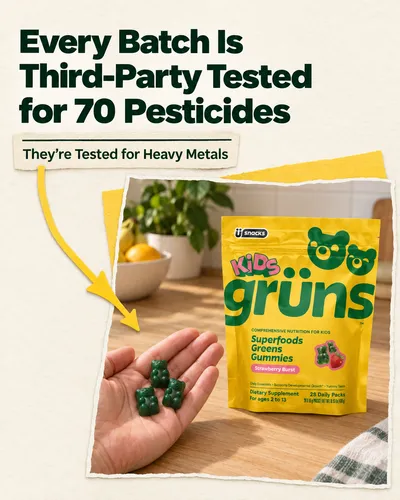 Every Batch Is
Third-Party Tested
for 70 Pesticides
They're Tested for Heavy Metals
snacks
KiDS
grüns
COMPREHENSIVE NUTRITION FOR KIDS
Superfoods
Greens
Gummies
Strawberry Burst
Dietary Supplement
For ages 2 to 13
28 Daily Packs